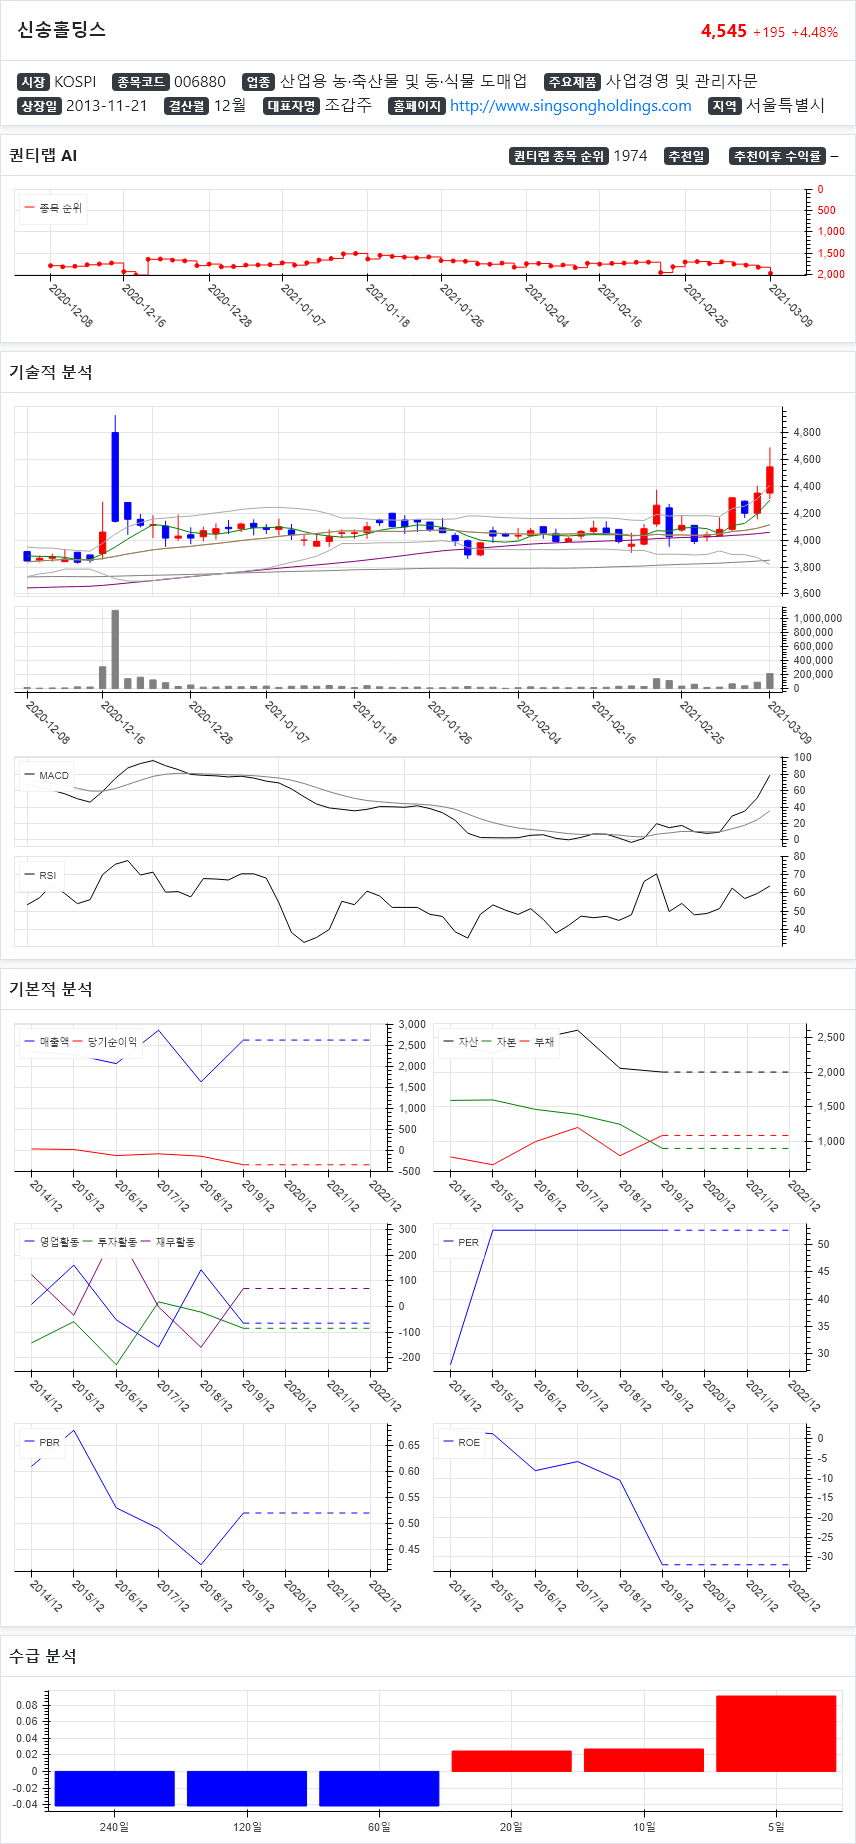 신송홀딩스
4,545 +195 +4.48%
시장 KOSPI 종목코드 006880 업종 산업용 농·축산물 및 동·식물 도매업 주요제품 사업경영 및 관리자문
상장일 2013-11-21 결산월 12월 대표자명 조갑주 홈페이지 http://www.singsongholdings.com 지역 서울특별시
퀀티랩 AI
퀀티랩 종목 순위 1974 추천일 추천이후 수익률 –
종목 순위
0
500
1,000
1,500
2,000
2020-12-08 2020-12-16 2020-12-28 2021-01-07 2021-01-18 2021-01-26 2021-02-04 2021-02-16 2021-02-25 2021-03-09
기술적 분석
4,800
4,600
4,400
4,200
4,000
3,800
3,600
1,000,000
800,000
600,000
400,000
200,000
0
2020-12-08 2020-12-16 2020-12-28 2021-01-07 2021-01-18 2021-01-26 2021-02-04 2021-02-16 2021-02-25 2021-03-09
MACD
100
80
60
40
20
0
RSI
80
70
60
50
40
기본적 분석
매출액 당기순이익
3,000
2,500
2,000
1,500
1,000
500
0
-500
2014/12 2015/12 2016/12 2017/12 2018/12 2019/12 2020/12 2021/12 2022/12
자산 자본 부채
2,500
2,000
1,500
1,000
2014/12 2015/12 2016/12 2017/12 2018/12 2019/12 2020/12 2021/12 2022/12
영업활동 투자활동 재무활동
300
200
100
0
-100
-200
2014/12 2015/12 2016/12 2017/12 2018/12 2019/12 2020/12 2021/12 2022/12
PER
50
45
40
35
30
2014/12 2015/12 2016/12 2017/12 2018/12 2019/12 2020/12 2021/12 2022/12
PBR
0.65
0.60
0.55
0.50
0.45
2014/12 2015/12 2016/12 2017/12 2018/12 2019/12 2020/12 2021/12 2022/12
ROE
0
-5
-10
-15
-20
-25
-30
2014/12 2015/12 2016/12 2017/12 2018/12 2019/12 2020/12 2021/12 2022/12
수급 분석
0.08
0.06
0.04
0.02
0
-0.02
-0.04
240일 120일 60일 20일 10일 5일